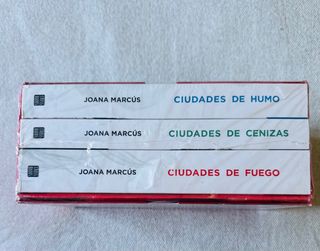 JOANA MARCÚS CIUDADES DE HUMO
JOANA MARCÚS CIUDADES DE CENIZAS
JOANA MARCÚS CIUDADES DE FUEGO